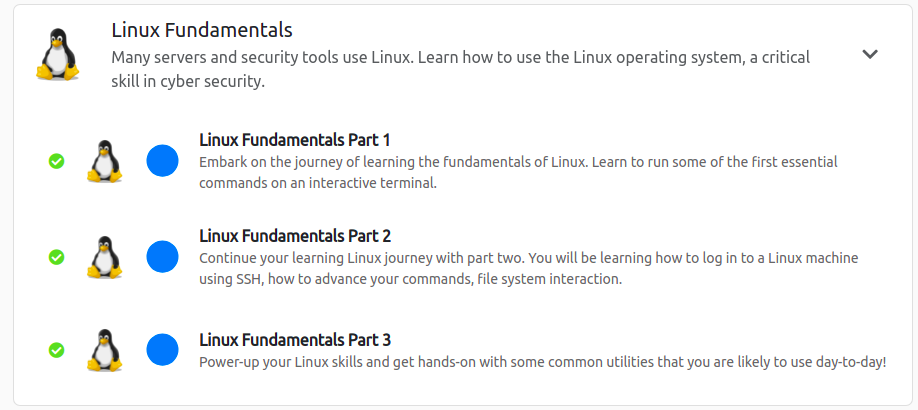 Linux Fundamentals
Many servers and security tools use Linux. Learn how to use the Linux operating system, a critical
skill in cyber security.
Linux Fundamentals Part 1
Embark on the journey of learning the fundamentals of Linux. Learn to run some of the first essential
commands on an interactive terminal.
Linux Fundamentals Part 2
Continue your learning Linux journey with part two. You will be learning how to log in to a Linux machine
using SSH, how to advance your commands, file system interaction.
Linux Fundamentals Part 3
Power-up your Linux skills and get hands-on with some common utilities that you are likely to use day-to-day!